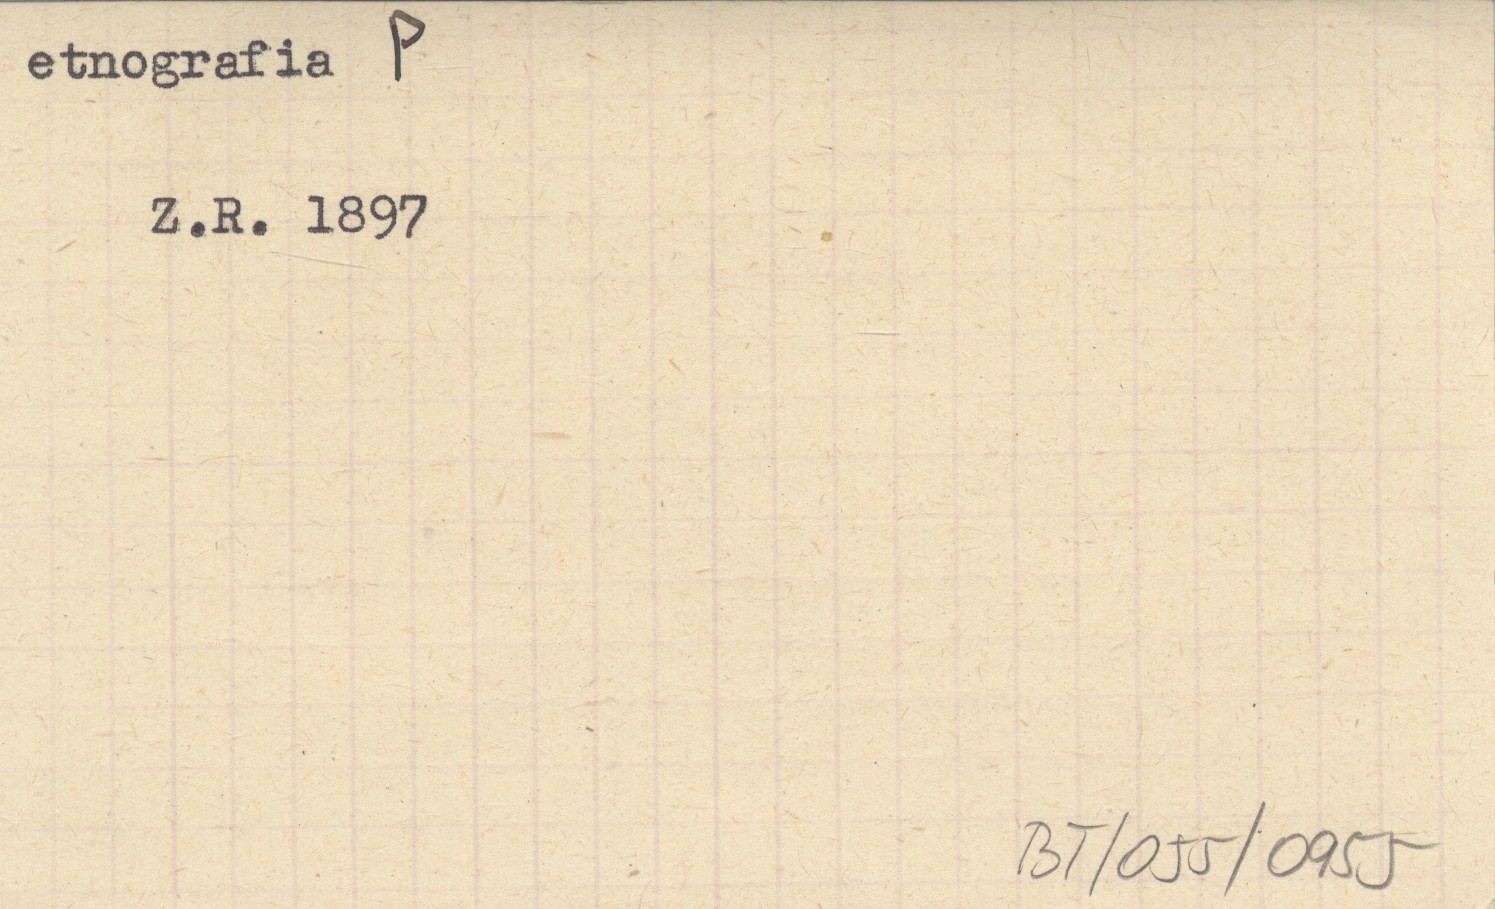 etnografia P
Z.R. 1897
BT/055/0955